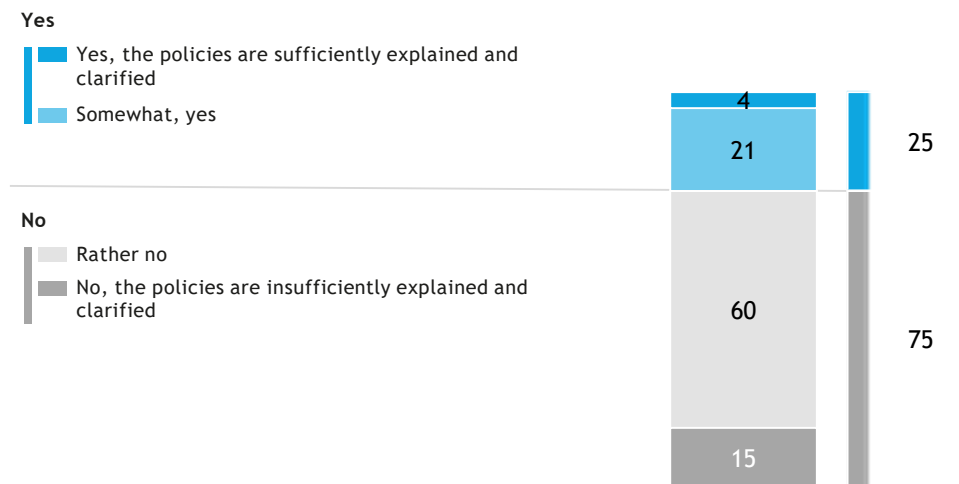 Yes
Yes, the policies are sufficiently explained and
clarified
Somewhat, yes
4
21
25
No
Rather no
No, the policies are insufficiently explained and
clarified
60
75
15